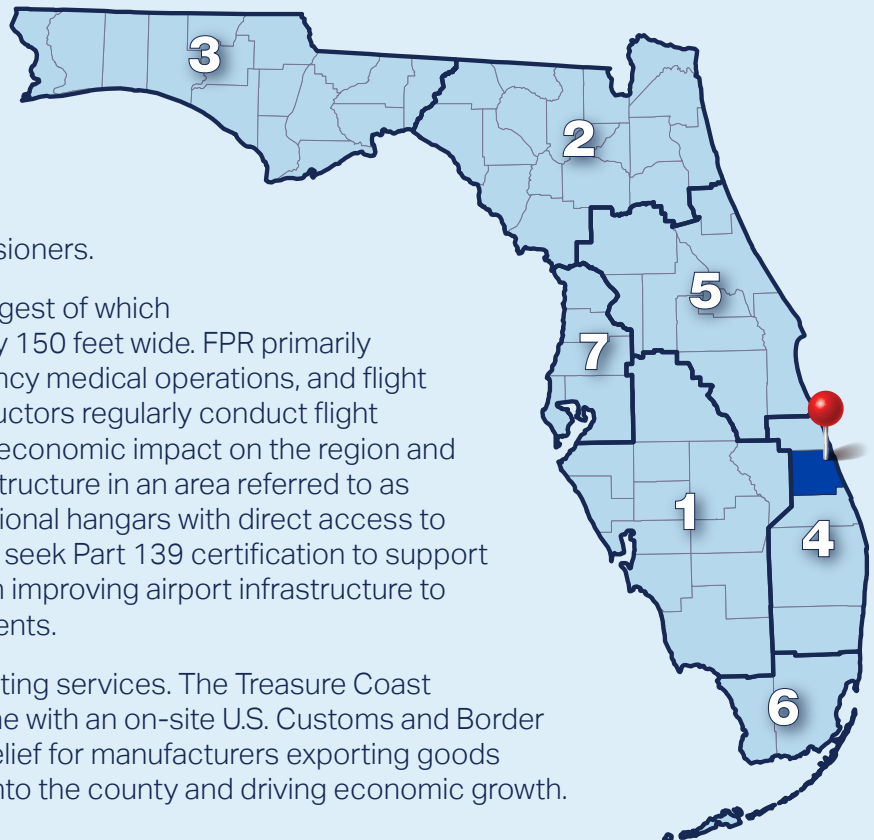 3
2
sioners.
gest of which
5
y 150 feet wide. FPR primarily
7
ncy medical operations, and flight
uctors regularly conduct flight
economic impact on the region and
structure in an area referred to as
ional hangars with direct access to
1
seek Part 139 certification to support
4
n improving airport infrastructure to
ents.
ting services. The Treasure Coast
ne with an on-site U.S. Customs and Border
6
elief for manufacturers exporting goods
nto the county and driving economic growth.